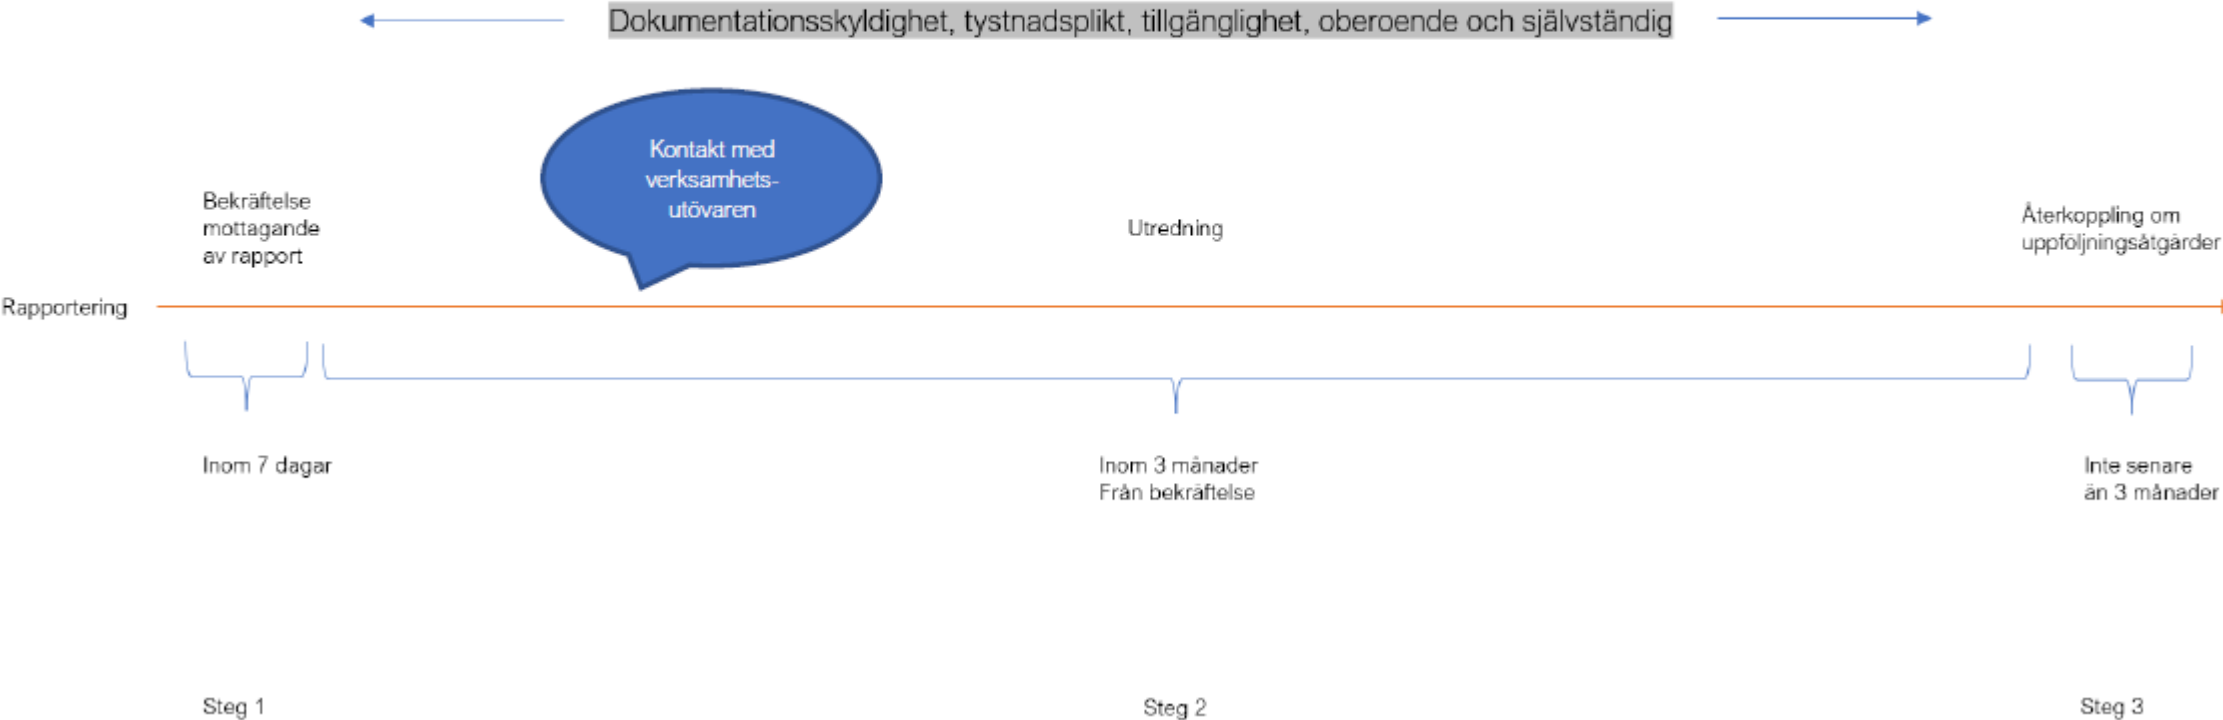 Dokumentationsskyldighet, tystnadsplikt, tillgänglighet, oberoende och självständig
Kontakt med
verksamhets-
utövaren
Bekräftelse
mottagande
av rapport
Utredning
Återkoppling om
uppföljningsåtgärder
Rapportering
Inom 7 dagar
Inom 3 månader
Från bekräftelse
Inte senare
än 3 månader
Steg 1
Steg 2
Steg 3